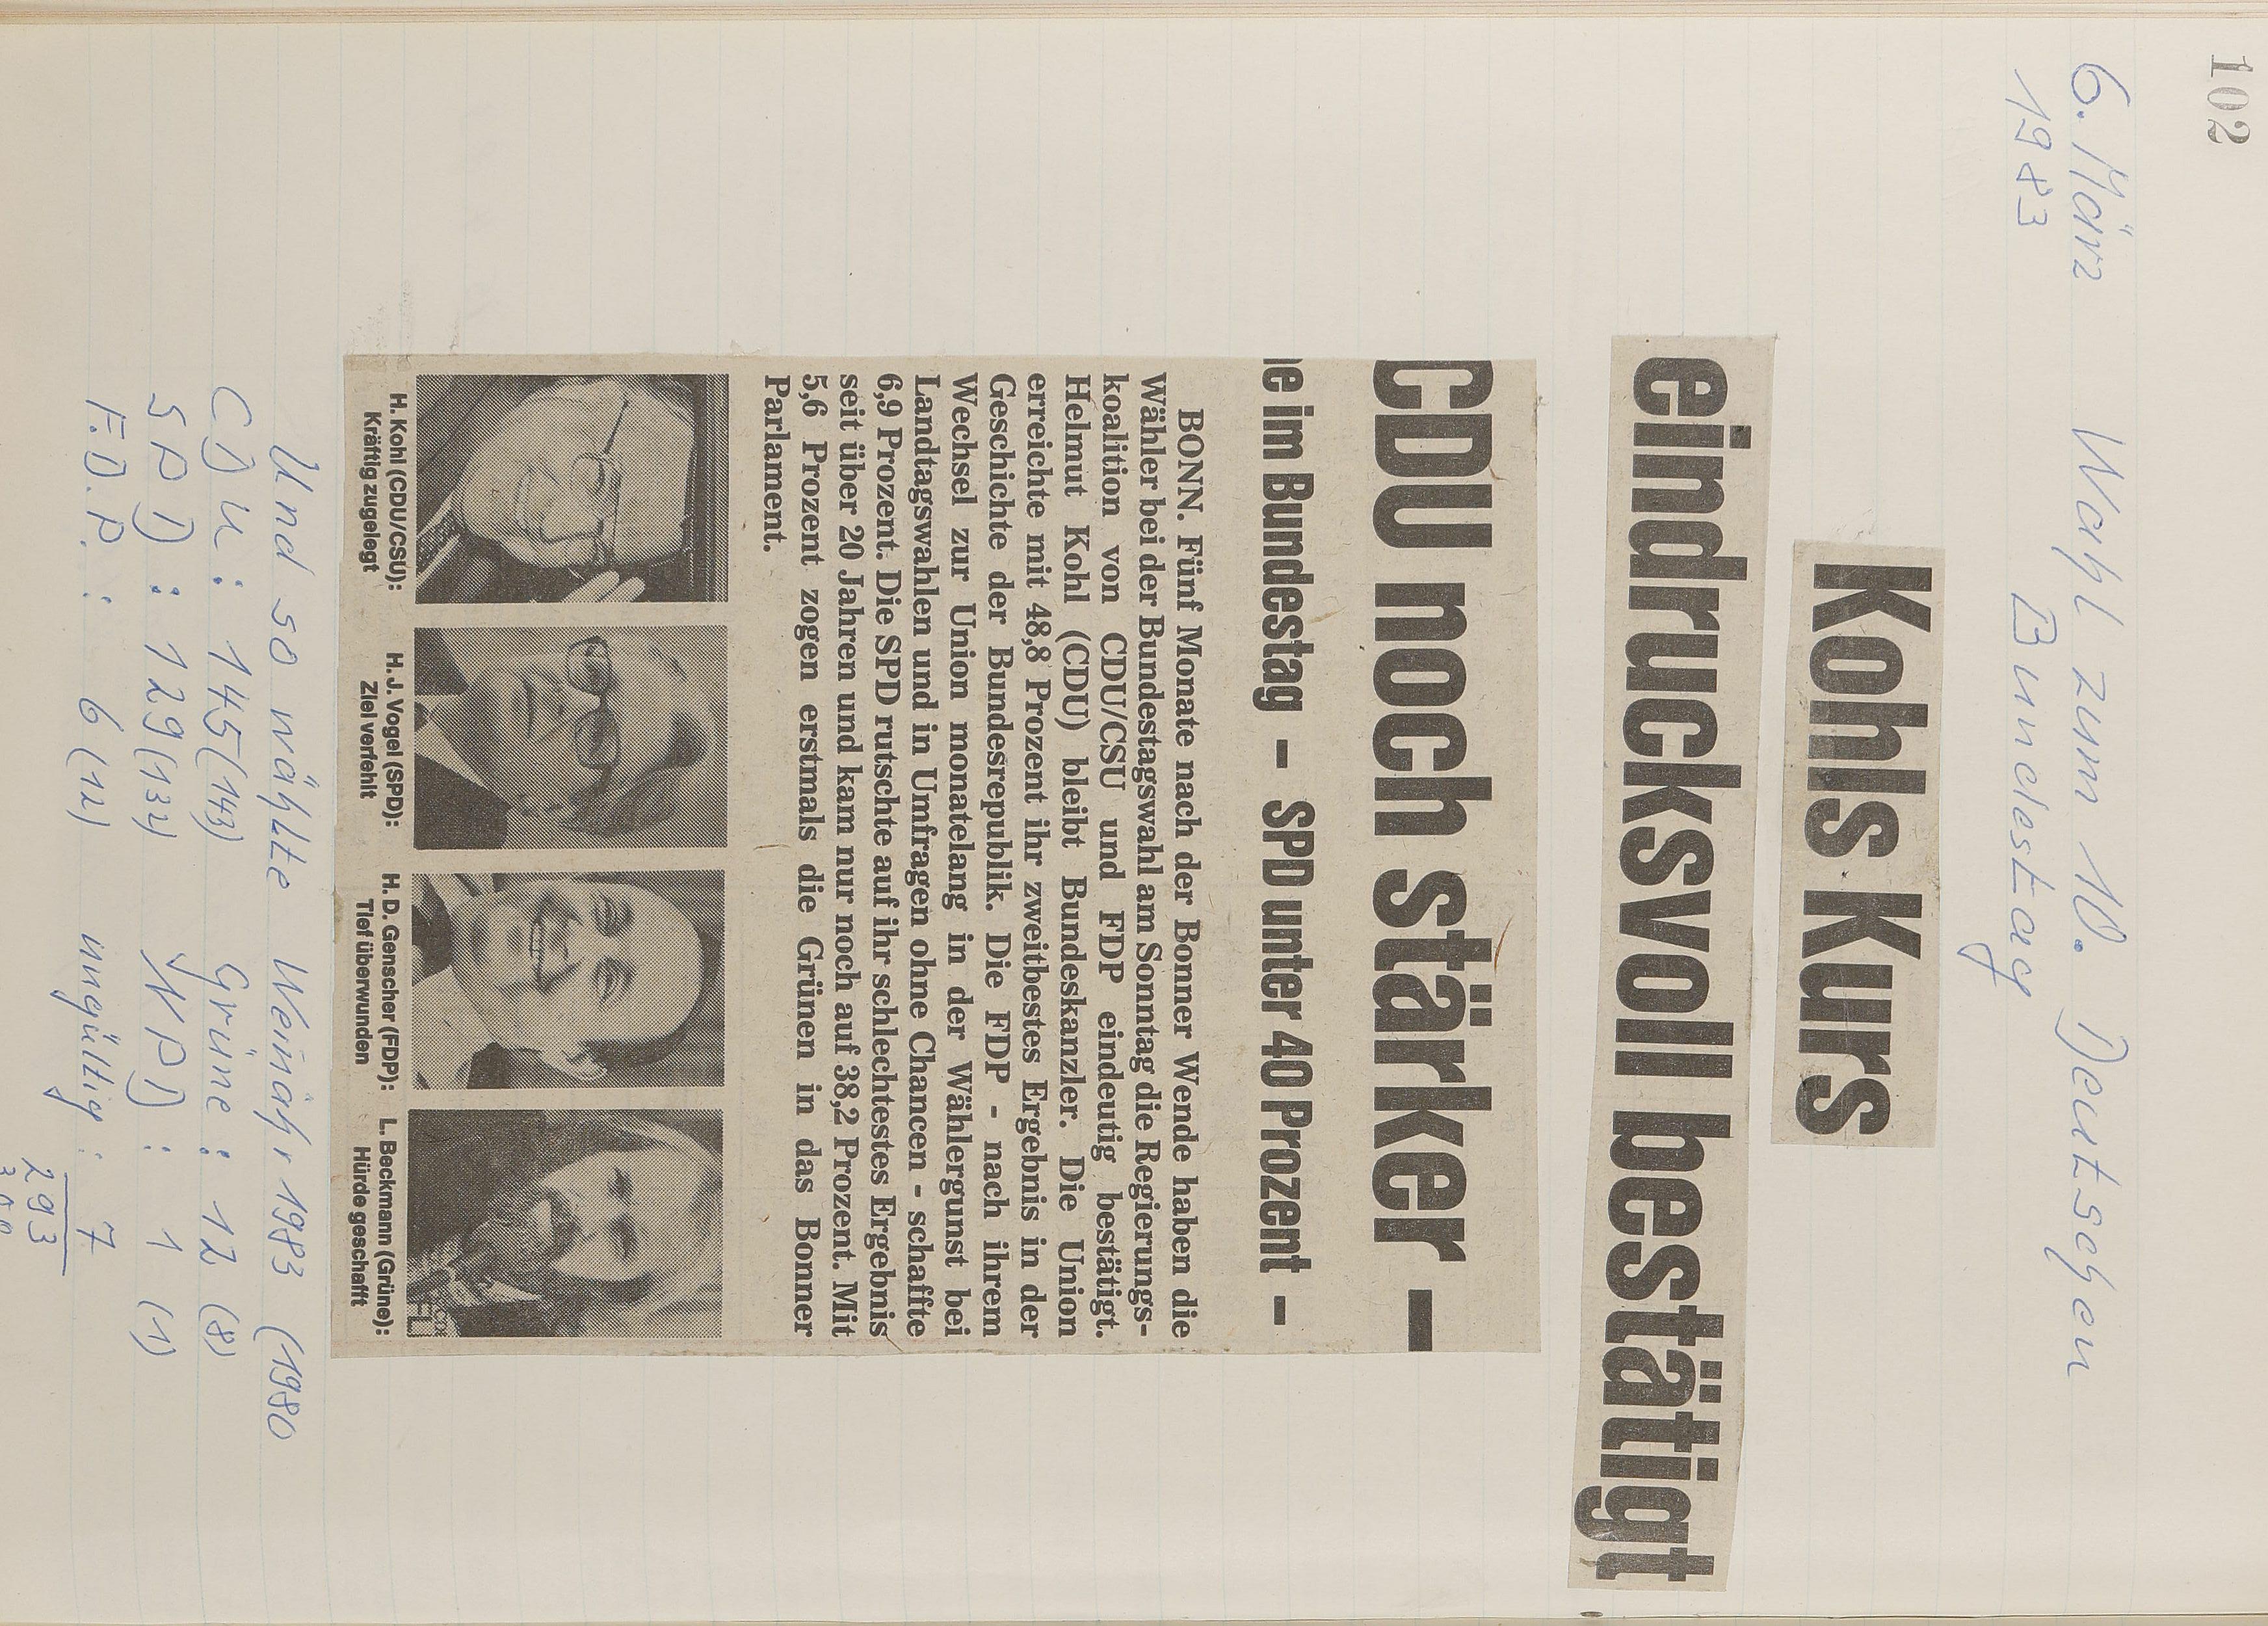 102
6. März Wahl zum 10. Deutschen
1983 Bundestag
Kohls Kurs
eindrucksvoll bestätigt
CDU noch stärker –
e im Bundestag – SPD unter 40 Prozent –
BONN. Fünf Monate nach der Bonner Wende haben die
Wähler bei der Bundestagswahl am Sonntag die Regierungs-
koalition von CDU/CSU und FDP eindeutig bestätigt.
Helmut Kohl (CDU) bleibt Bundeskanzler. Die Union
erreichte mit 48,8 Prozent ihr zweitbestes Ergebnis in der
Geschichte der Bundesrepublik. Die FDP – nach ihrem
Wechsel zur Union monatelang in der Wählergunst bei
Landtagswahlen und in Umfragen ohne Chancen – schaffte
6,9 Prozent. Die SPD rutschte auf ihr schlechtestes Ergebnis
seit über 20 Jahren und kam nur noch auf 38,2 Prozent. Mit
5,6 Prozent zogen erstmals die Grünen in das Bonner
Parlament.
H. Kohl (CDU/CSU):
Kräftig zugelegt
H. J. Vogel (SPD):
Ziel verfehlt
H. D. Genscher (FDP):
Tief überwunden
L. Beckmann (Grüne):
Hürde geschafft
Und so wählte Weinähr 1983 (1980
CDU: 145 (143) Grüne: 12 (8)
SPD: 129 (132) NPD: 1 (1)
F.D.P.: 6 (12) ungültig: 7
293